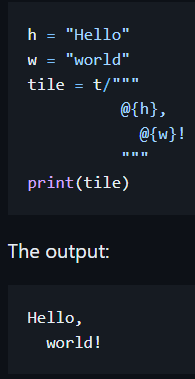 h = "Hello"
w = "world"
tile = t/"""
         @{h},
           @{w}!
         """
print(tile)
The output:
Hello,
  world!